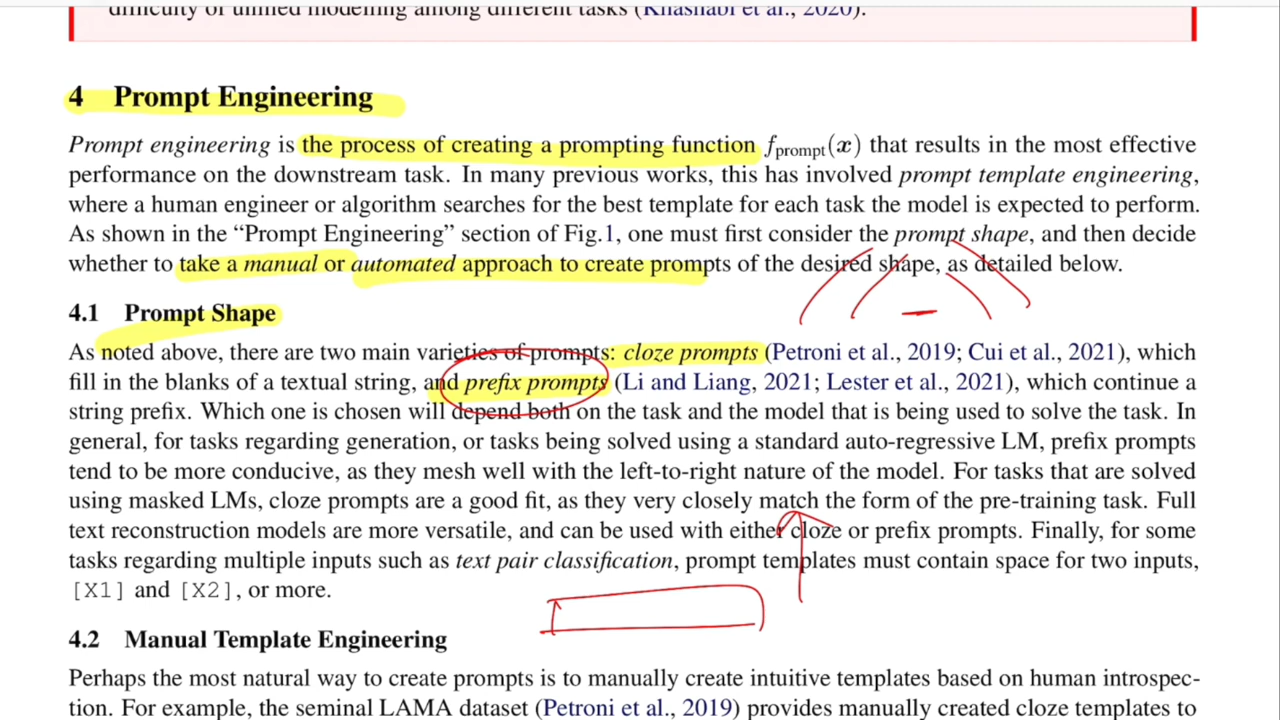 difficulty of unified modelling among different tasks (Khashabi et al., 2020).
4 Prompt Engineering
Prompt engineering is the process of creating a prompting function fprompt(x) that results in the most effective
performance on the downstream task. In many previous works, this has involved prompt template engineering,
where a human engineer or algorithm searches for the best template for each task the model is expected to perform.
As shown in the “Prompt Engineering” section of Fig.1, one must first consider the prompt shape, and then decide
whether to take a manual or automated approach to create prompts of the desired shape, as detailed below.
4.1 Prompt Shape
As noted above, there are two main varieties of prompts: cloze prompts (Petroni et al., 2019; Cui et al., 2021), which
fill in the blanks of a textual string, and prefix prompts (Li and Liang, 2021; Lester et al., 2021), which continue a
string prefix. Which one is chosen will depend both on the task and the model that is being used to solve the task. In
general, for tasks regarding generation, or tasks being solved using a standard auto-regressive LM, prefix prompts
tend to be more conducive, as they mesh well with the left-to-right nature of the model. For tasks that are solved
using masked LMs, cloze prompts are a good fit, as they very closely match the form of the pre-training task. Full
text reconstruction models are more versatile, and can be used with either cloze or prefix prompts. Finally, for some
tasks regarding multiple inputs such as text pair classification, prompt templates must contain space for two inputs,
[X1] and [X2], or more.
4.2 Manual Template Engineering
Perhaps the most natural way to create prompts is to manually create intuitive templates based on human introspec-
tion. For example, the seminal LAMA dataset (Petroni et al., 2019) provides manually created cloze templates to